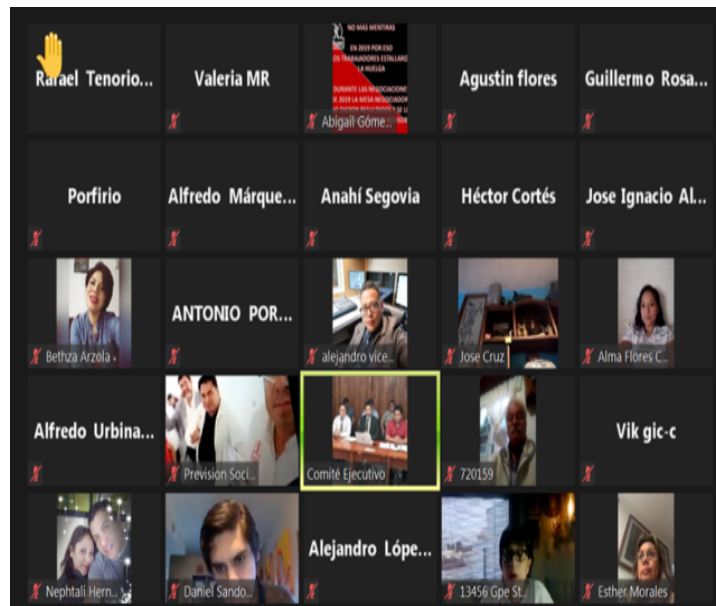 Rafael Tenorio...
Valeria MR
NO MAS MENTIRAS
EN 2019 POR ESO
LOS TRABAJADORES ESTALLARO
LA HUELGA
DURANTE LAS NEGOCIACIONE
E 2019 LA MESA NEGOCIADOR
Abigail Góme...
Agustin flores
Guillermo Rosa...
Porfirio
Alfredo Márque...
Anahí Segovia
Héctor Cortés
Jose Ignacio Al...
Bethza Arzola
ANTONIO POR...
alejandro vice...
Jose Cruz
Alma Flores C...
Alfredo Urbina...
Prevision Soci...
Comité Ejecutivo
720159
Vik gic-c
Nephtali Hern...
Daniel Sando...
Alejandro Lópe...
13456 Gpe St...
Esther Morales